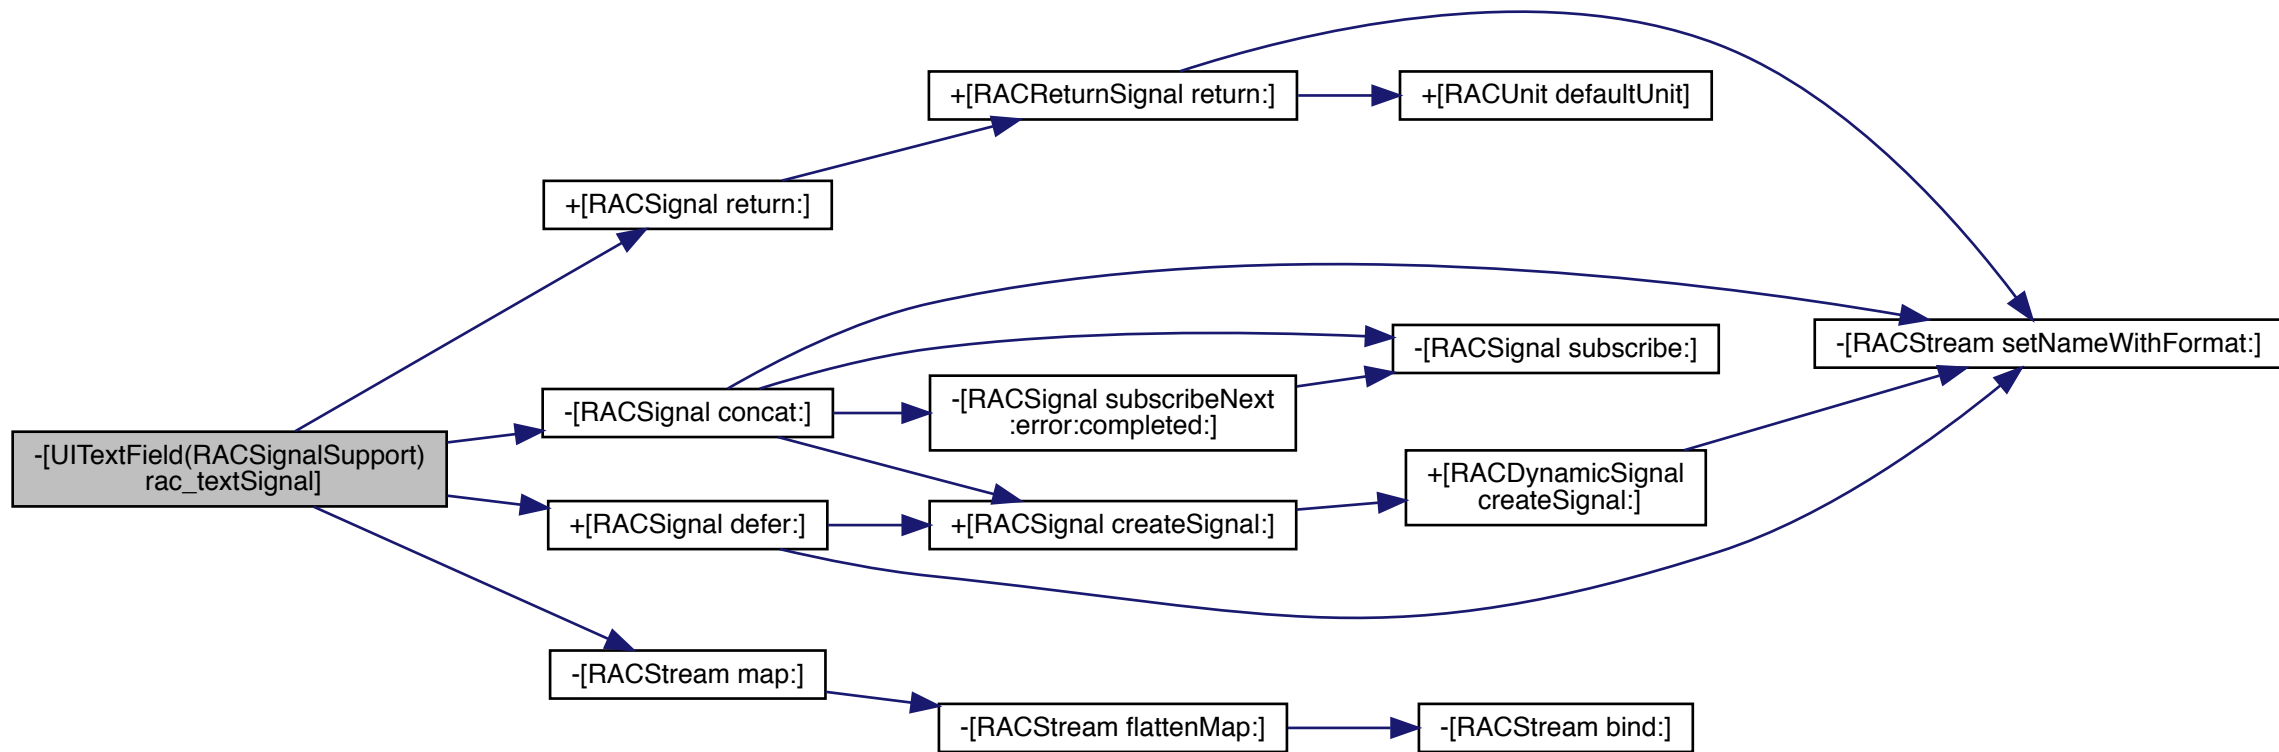 +[RACReturnSignal return:]
+[RACUnit defaultUnit]
+[RACSignal return:]
-[RACStream setNameWithFormat:]
-[RACSignal subscribe:]
-[RACSignal concat:]
-[RACSignal subscribeNext
:error:completed:]
-[UITextField(RACSignalSupport)
rac_textSignal]
+[RACDynamicSignal
createSignal:]
+[RACSignal defer:]
+[RACSignal createSignal:]
-[RACStream map:]
-[RACStream flattenMap:]
-[RACStream bind:]